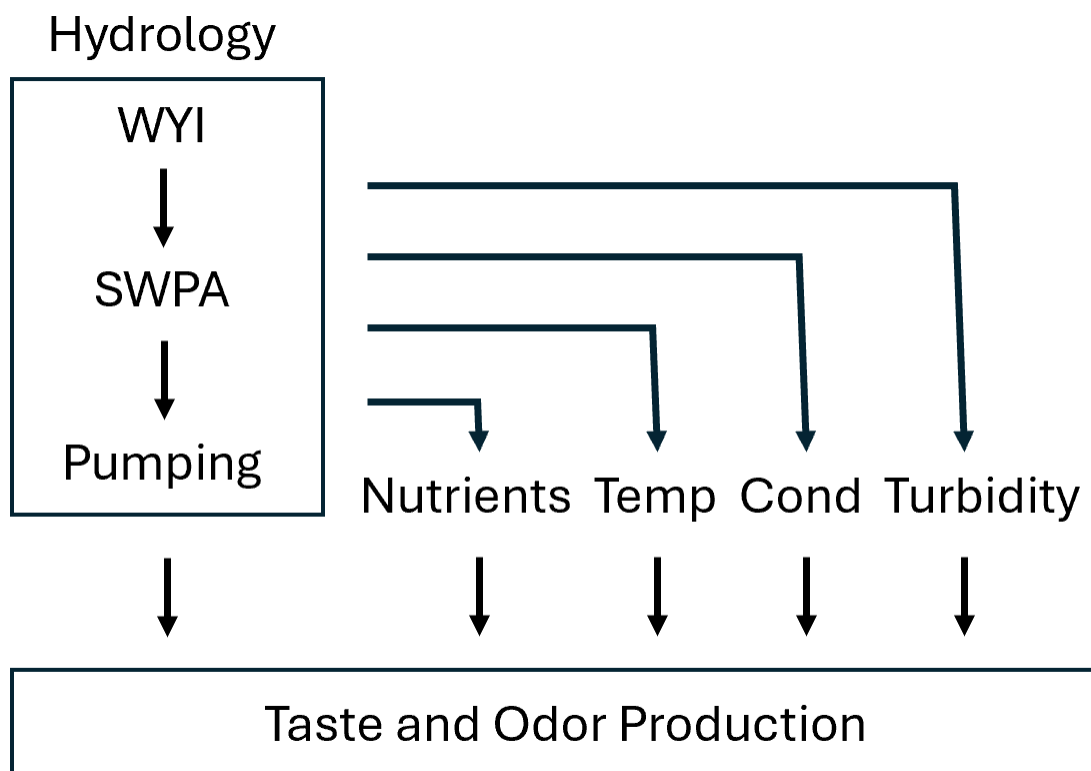 Hydrology
WYI
SWPA
Pumping
Nutrients Temp Cond Turbidity
Taste and Odor Production